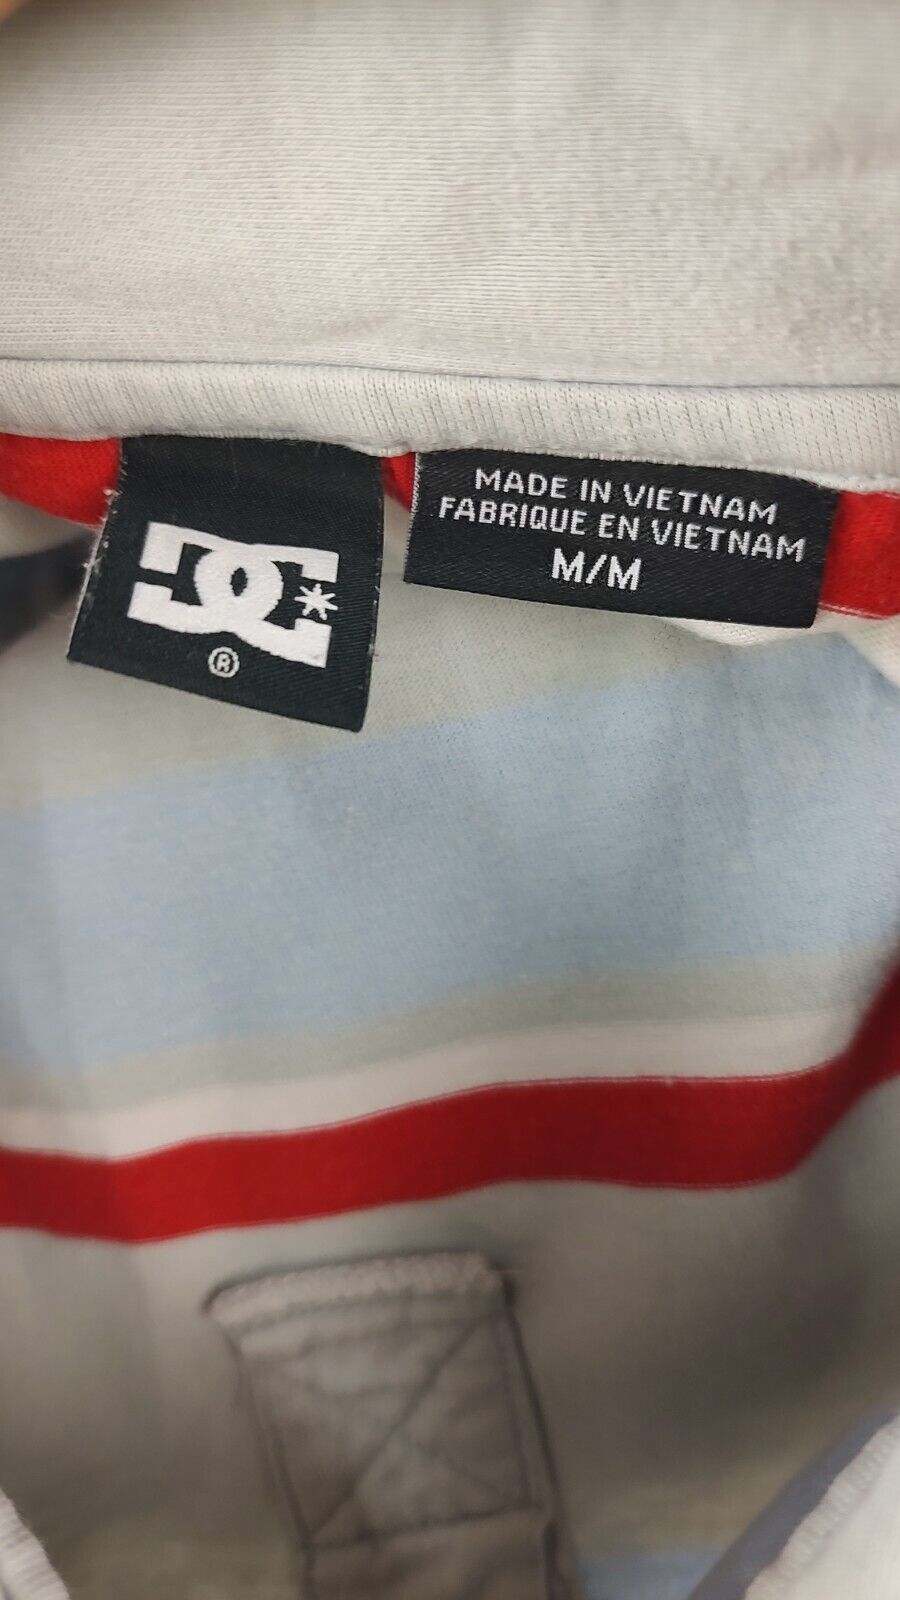 DC
®
MADE IN VIETNAM
FABRIQUE EN VIETNAM
M/M